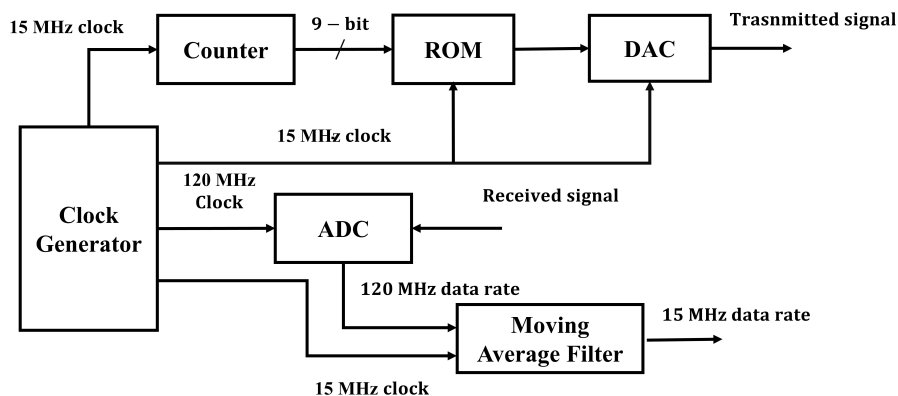 15 MHz clock
9 – bit
Trasnmitted signal
Counter
ROM
DAC
15 MHz clock
120 MHz
Clock
Received signal
Clock
Generator
ADC
120 MHz data rate
15 MHz data rate
Moving
Average Filter
15 MHz clock